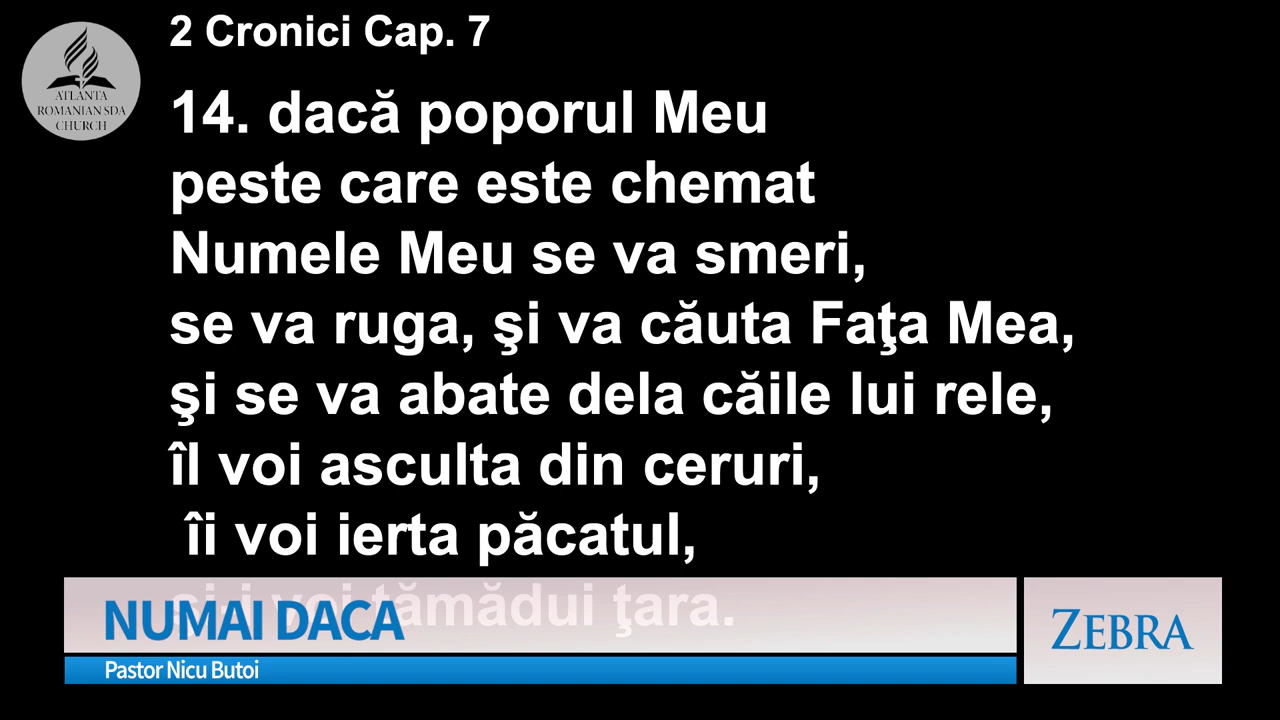 2 Cronici Cap. 7
ATLANTA
ROMANIAN SDA
CHURCH
14. dacă poporul Meu
peste care este chemat
Numele Meu se va smeri,
se va ruga, şi va căuta Faţa Mea,
şi se va abate dela căile lui rele,
îl voi asculta din ceruri,
îi voi ierta păcatul,
şi-i voi tămădui ţara.
NUMAI DACA
Pastor Nicu Butoi
ZEBRA